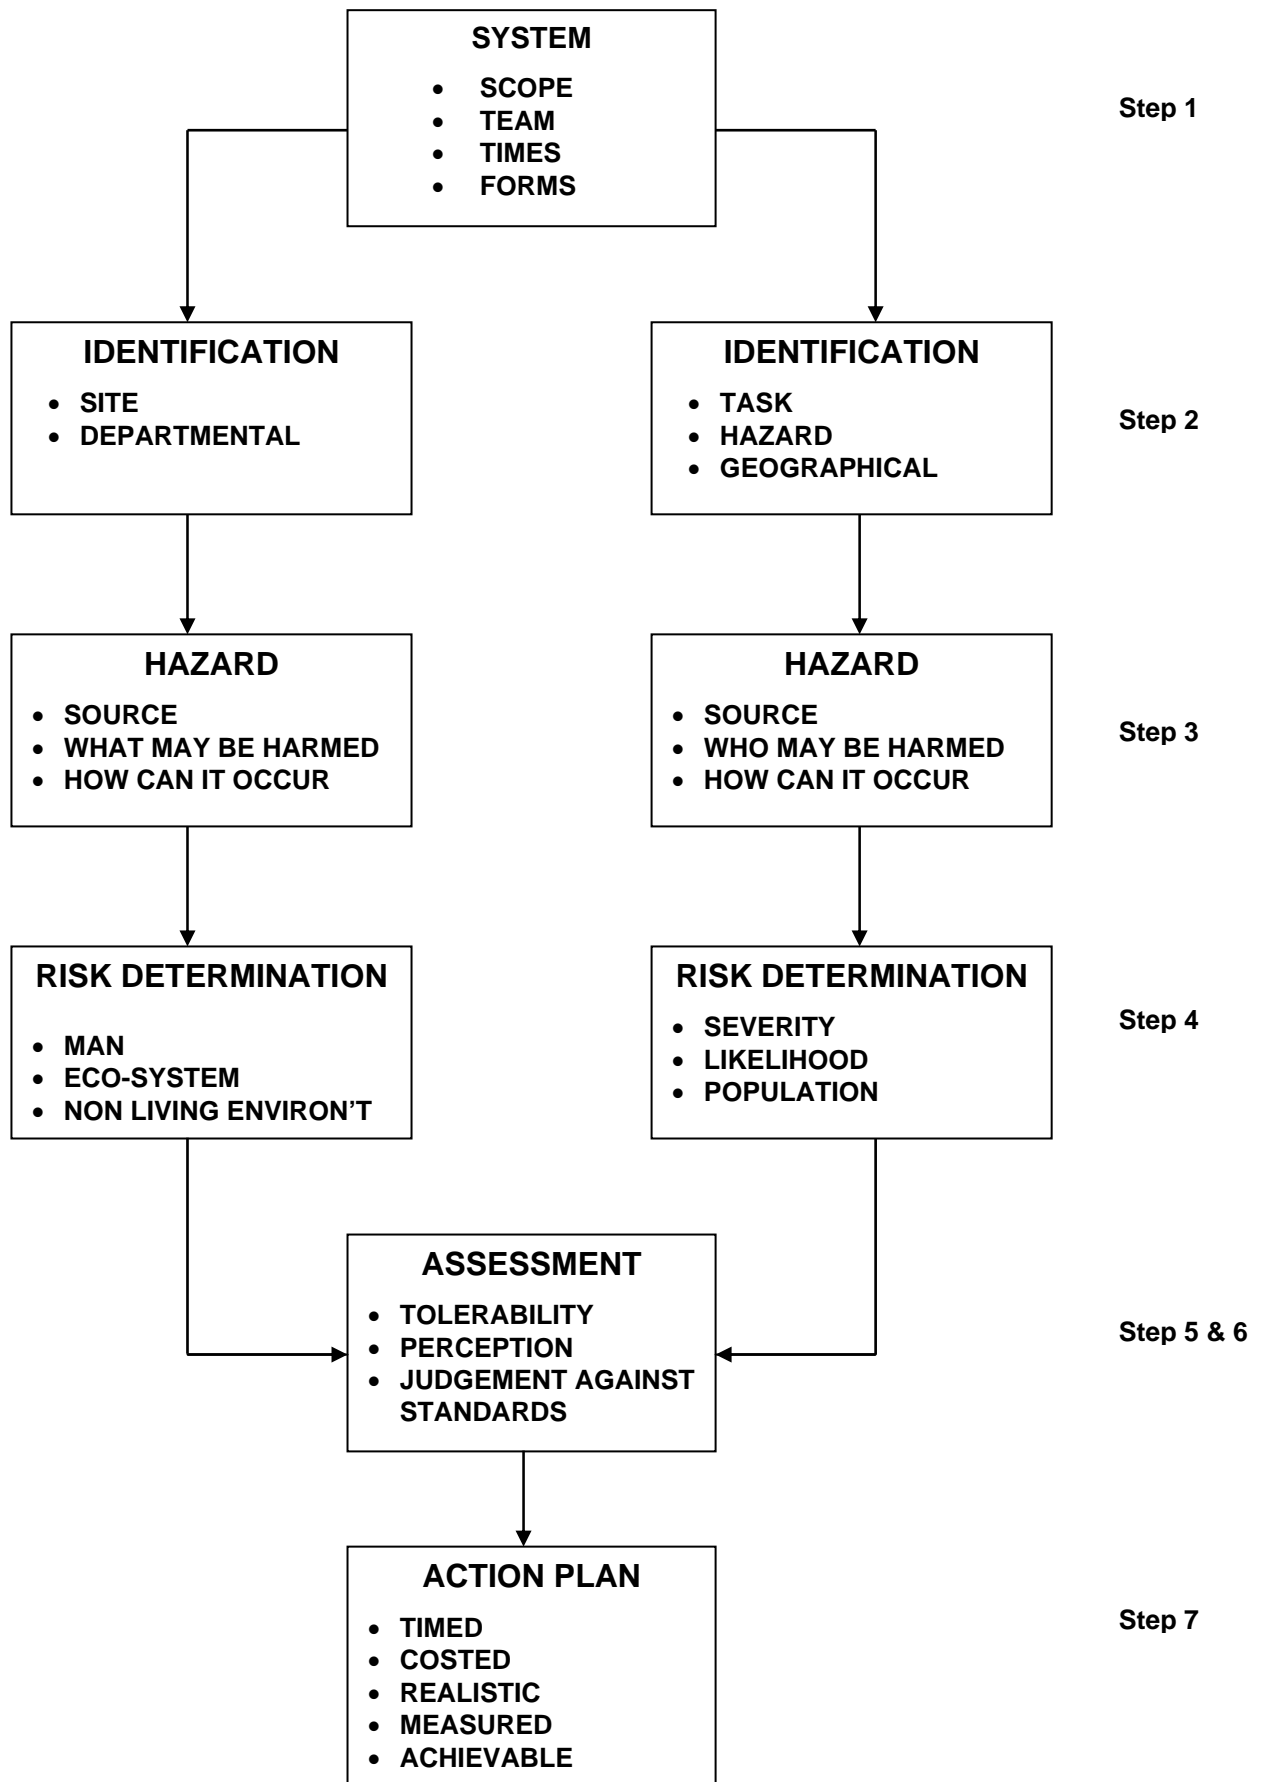 SYSTEM
• SCOPE
• TEAM
• TIMES
• FORMS
Step 1
IDENTIFICATION
• SITE
• DEPARTMENTAL
IDENTIFICATION
• TASK
• HAZARD
• GEOGRAPHICAL
Step 2
HAZARD
• SOURCE
• WHAT MAY BE HARMED
• HOW CAN IT OCCUR
HAZARD
• SOURCE
• WHO MAY BE HARMED
• HOW CAN IT OCCUR
Step 3
RISK DETERMINATION
• MAN
• ECO-SYSTEM
• NON LIVING ENVIRON’T
RISK DETERMINATION
• SEVERITY
• LIKELIHOOD
• POPULATION
Step 4
ASSESSMENT
• TOLERABILITY
• PERCEPTION
• JUDGEMENT AGAINST
STANDARDS
Step 5 & 6
ACTION PLAN
• TIMED
• COSTED
• REALISTIC
• MEASURED
• ACHIEVABLE
Step 7